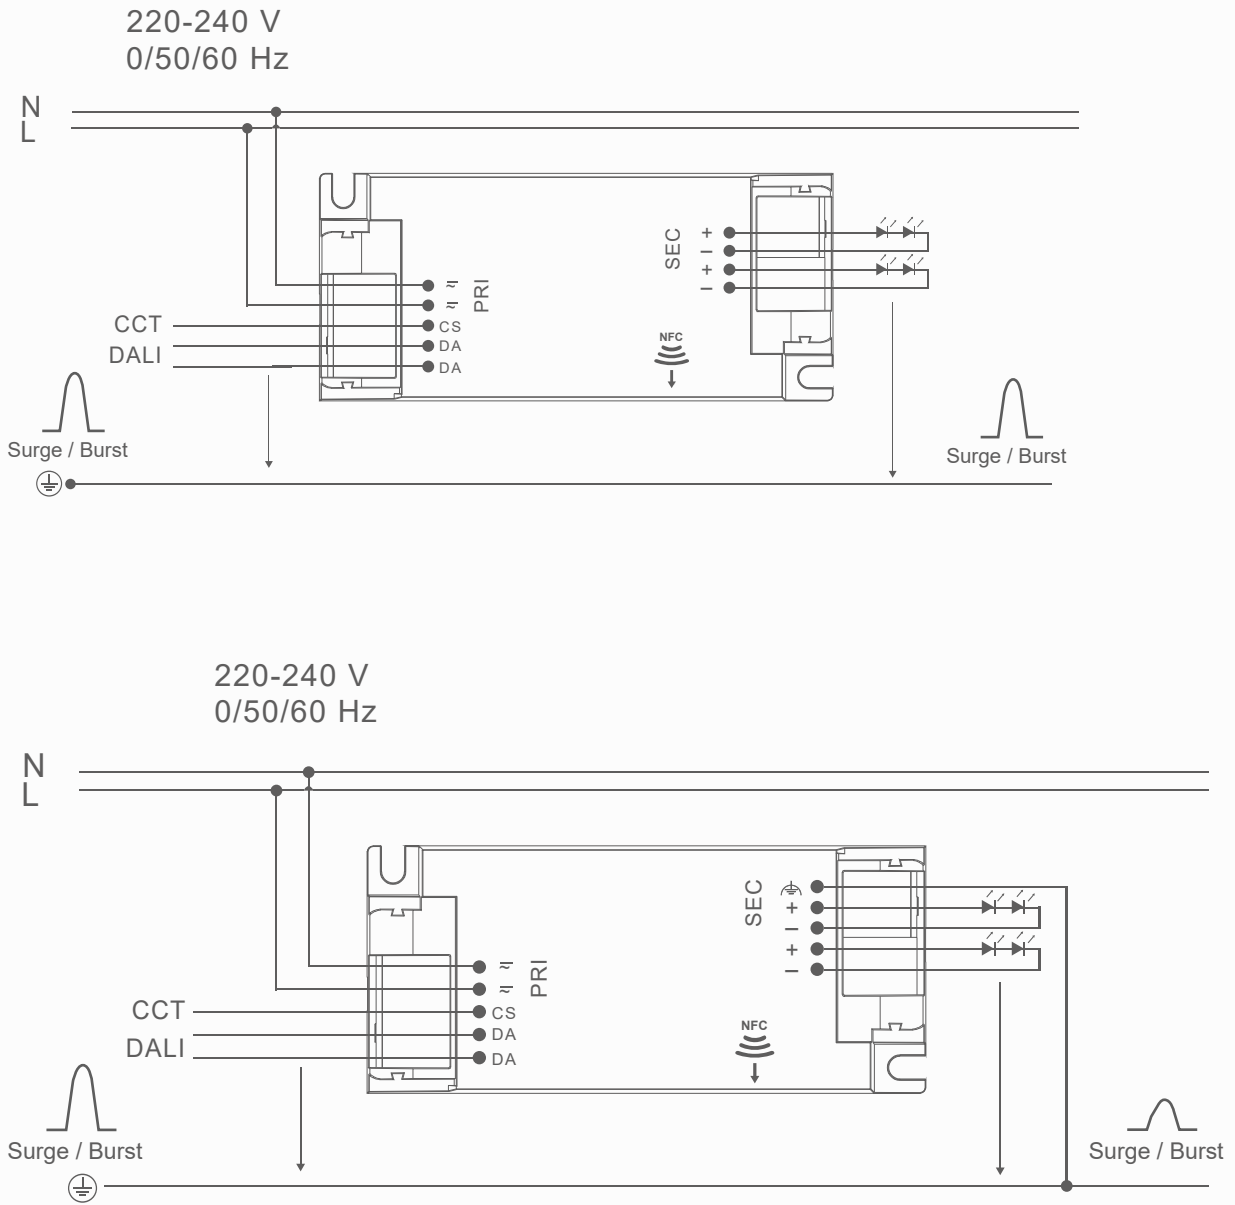 220-240 V
0/50/60 Hz
N
L
SEC
+
–
+
–
PRI
CCT
CS
DALI
DA
DA
NFC
Surge / Burst
Surge / Burst
220-240 V
0/50/60 Hz
N
L
SEC
+
–
+
–
PRI
CCT
CS
DALI
DA
DA
NFC
Surge / Burst
Surge / Burst